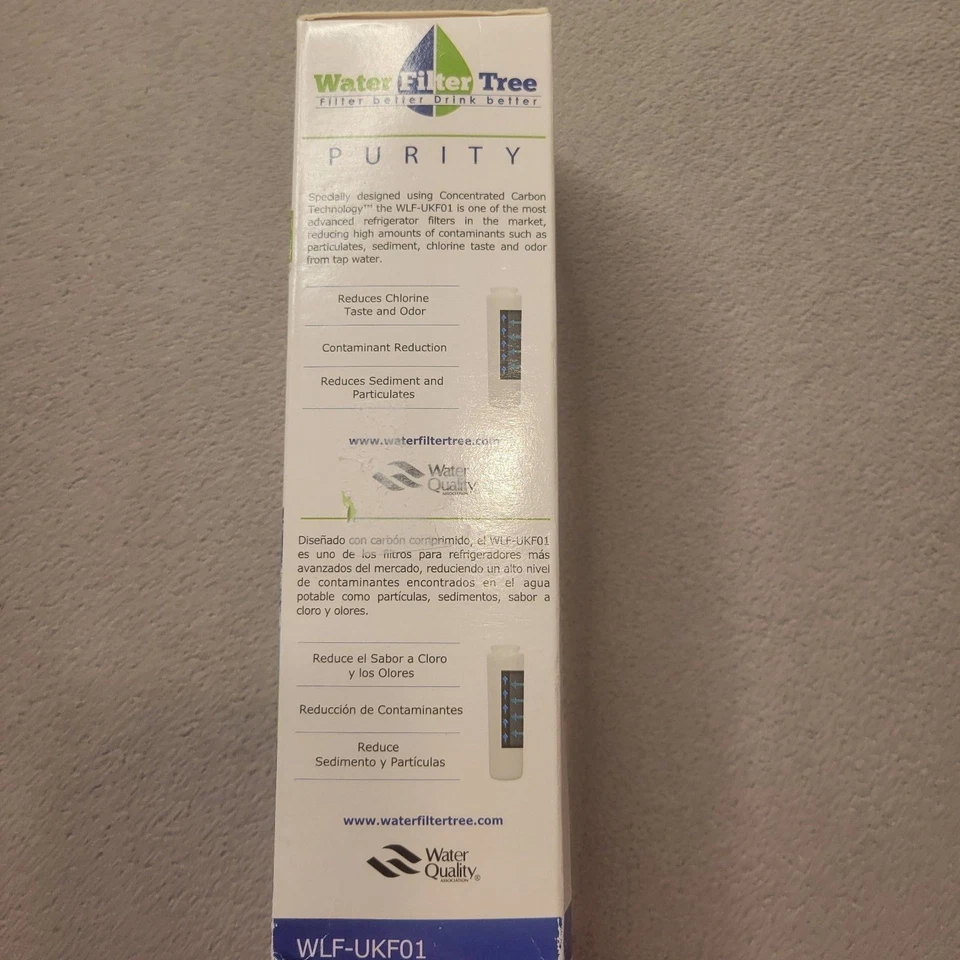 Water Filter Tree
Filter better Drink better
PURITY
Specially designed using Concentrated Carbon
Technology™ the WLF-UKF01 is one of the most
advanced refrigerator filters in the market,
reducing high amounts of contaminants such as
particulates, sediment, chlorine taste and odor
from tap water.
Reduces Chlorine
Taste and Odor
Contaminant Reduction
Reduces Sediment and
Particulates
www.waterfiltertree.com
Water
Quality
ASSOCIATION
Diseñado con carbón comprimido, el WLF-UKF01
es uno de los filtros para refrigeradores más
avanzados del mercado, reduciendo un alto nivel
de contaminantes encontrados en el agua
potable como partículas, sedimentos, sabor a
cloro y olores.
Reduce el Sabor a Cloro
y los Olores
Reducción de Contaminantes
Reduce
Sedimento y Partículas
www.waterfiltertree.com
Water
Quality®
ASSOCIATION
WLF-UKF01